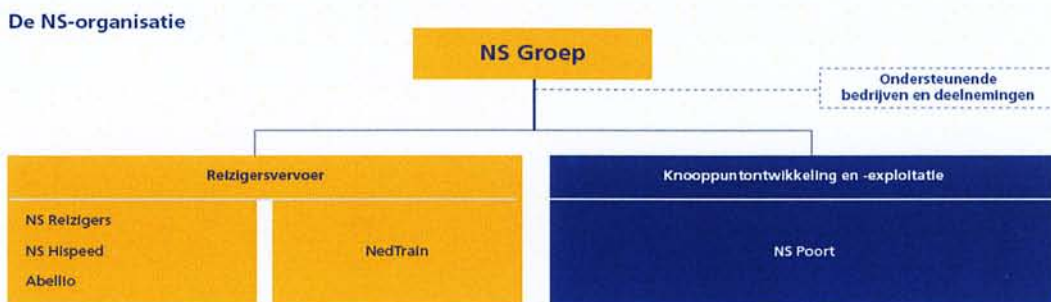 De NS-organisatie
NS Groep
Ondersteunende
bedrijven en deelnemingen
Reizigersvervoer
Knooppuntontwikkeling en -exploitatie
NS Reizigers
NS Hispeed
Abellio
NedTrain
NS Poort